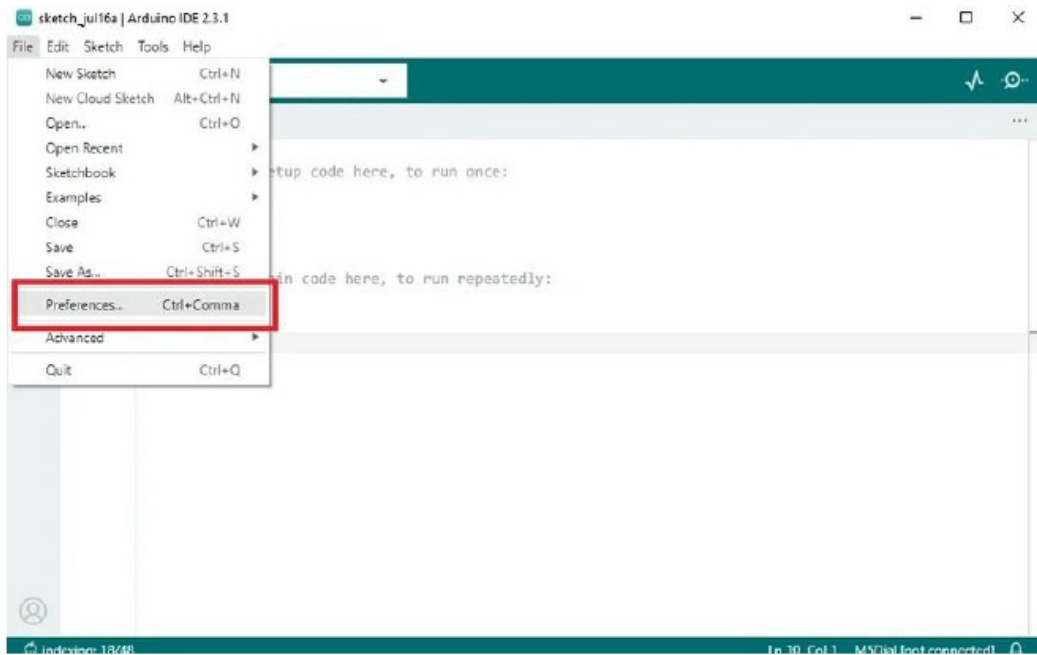 sketch_jul16a | Arduino IDE 2.3.1
File Edit Sketch Tools Help
New Sketch Ctrl+N
New Cloud Sketch Alt+Ctrl+N
Open.. Ctrl+O
Open Recent
Sketchbook
etup code here, to run once:
Examples
Close Ctrl+W
Save Ctrl+S
Save As... Ctrl+Shift+S
in code here, to run repeatedly:
Preferences... Ctrl+Comma
Advanced
Quit Ctrl+Q
indexing: 18/48 Ln 10, Col 1 M5Dial [not connected]